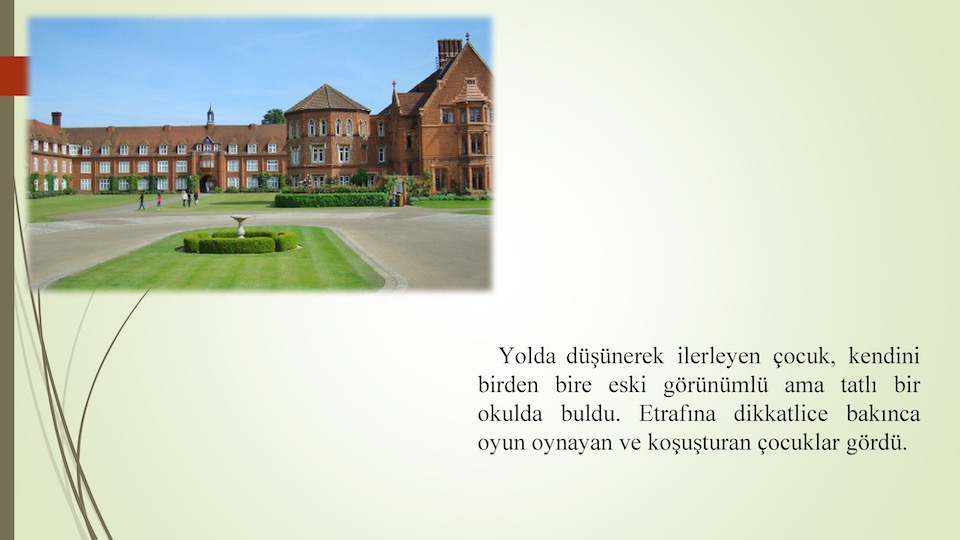 Yolda düşünerek ilerleyen çocuk, kendini
birden bire eski görünümlü ama tatlı bir
okulda buldu. Etrafına dikkatlice bakınca
oyun oynayan ve koşuşturan çocuklar gördü.